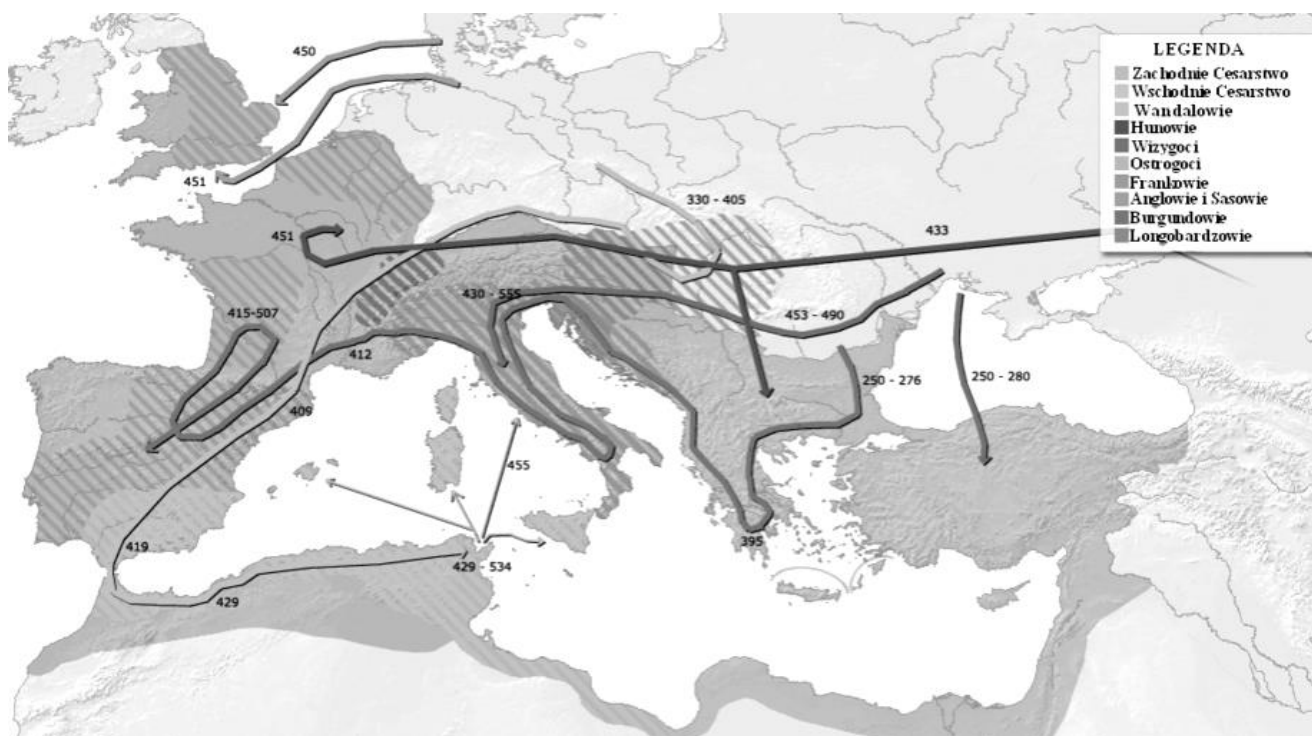 450
LEGENDA
Zachodnie Cesarstwo
Wschodnie Cesarstwo
Wandalowie
Hunowie
Wizygoci
Ostrogoci
Frankowie
Anglowie i Sasowie
Burgundowie
Longobardzowie
451
330 - 405
451
433
430 - 555
415-507
453 - 490
412
250 - 276
250 - 280
409
455
419
395
429 - 534
429